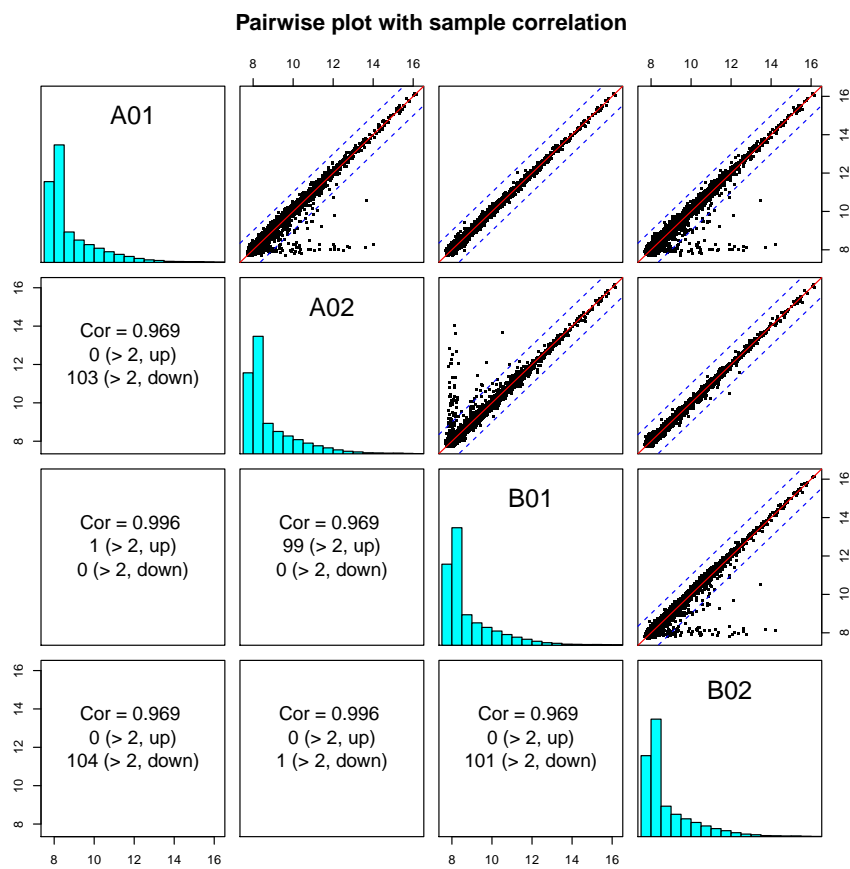 Pairwise plot with sample correlation
8 10 12 14 16
8 10 12 14 16
A01
8 10 12 14 16
8 10 12 14 16
Cor = 0.969
0 (> 2, up)
103 (> 2, down)
A02
Cor = 0.996
1 (> 2, up)
0 (> 2, down)
Cor = 0.969
99 (> 2, up)
0 (> 2, down)
B01
8 10 12 14 16
8 10 12 14 16
Cor = 0.969
0 (> 2, up)
104 (> 2, down)
Cor = 0.996
0 (> 2, up)
1 (> 2, down)
Cor = 0.969
0 (> 2, up)
101 (> 2, down)
B02
8 10 12 14 16
8 10 12 14 16